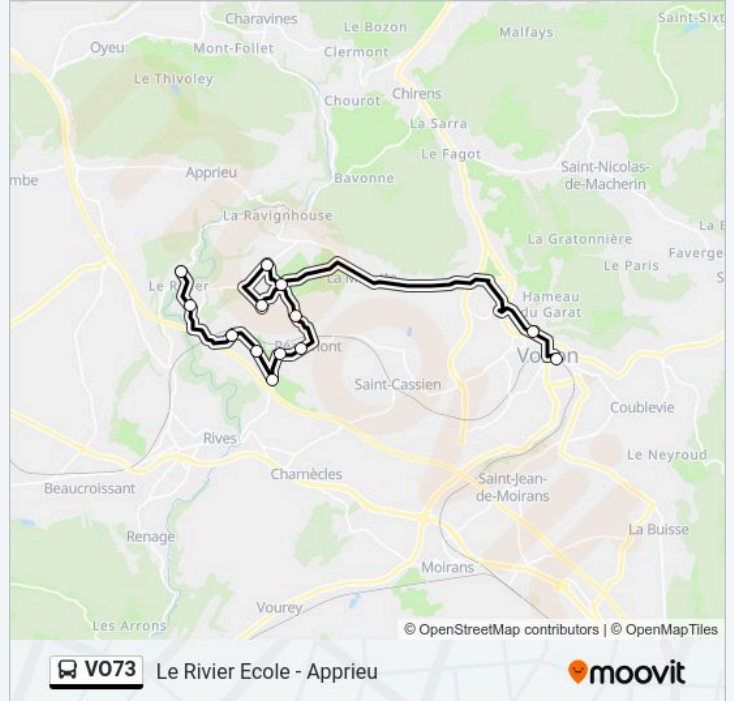 Charavines
Le Bozon
Saint-Sixt
Malfays
Oyeu
Mont-Follet
Clermont
Le Thivoley
Chourot
Chirens
La Sarra
Le Fagot
mbe
Apprieu
Bavonne
Saint-Nicolas-
de-Macherin
La Ravignhouse
La B
La Gratonnière
Faverge
Le Paris
S
Hameau
du Garat
Saint-Cassien
Coublevie
Rives
Le Neyroud
Charnècles
Beaucroissant
Saint-Jean-
de-Moirans
La Buisse
Renage
Moirans
Vourey
Les Arrons
© OpenStreetMap contributors | © OpenMapTiles
VO73 Le Rivier Ecole - Apprieu
moovit